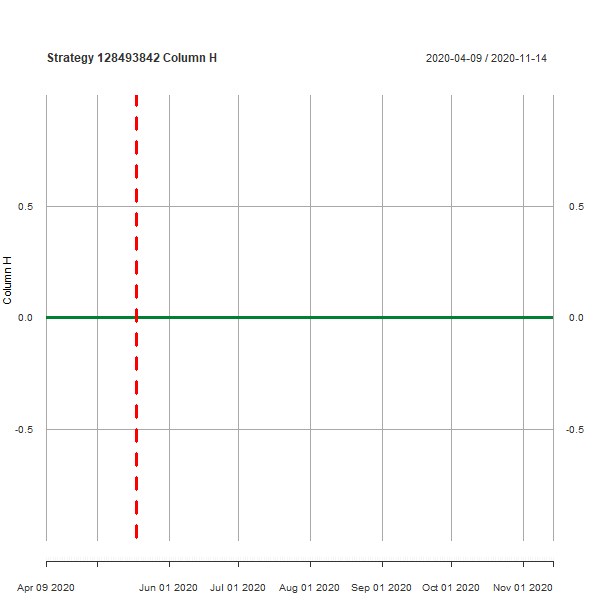 Strategy 128493842 Column H
2020-04-09 / 2020-11-14
0.5
0.5
Column H
0.0
0.0
-0.5
-0.5
Apr 09 2020
Jun 01 2020
Jul 01 2020
Aug 01 2020
Sep 01 2020
Oct 01 2020
Nov 01 2020